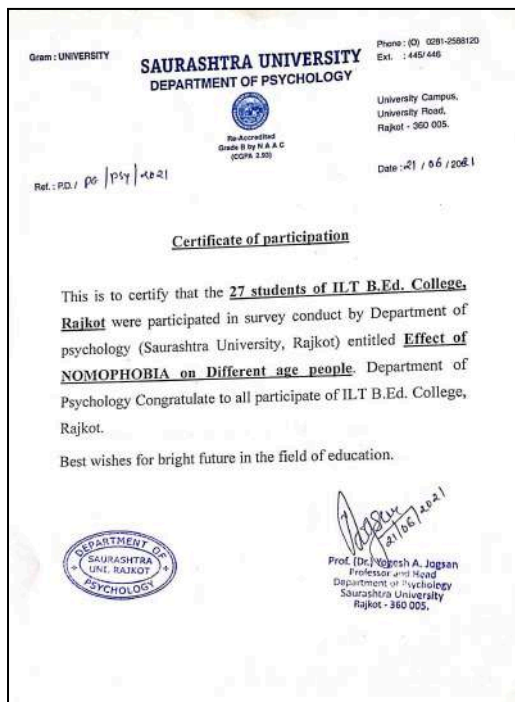 Gram : UNIVERSITY
SAURASHTRA UNIVERSITY
DEPARTMENT OF PSYCHOLOGY
Re-Accredited
Grade B by N A A C
(CGPA 2.93)
Phone : (O) 0281-2588120
Ext. : 445/446
University Campus,
University Road,
Rajkot - 360 005.
Ref. : P.D. / PG / PSY / 2021
Date : 21 / 06 / 2021
Certificate of participation
This is to certify that the 27 students of ILT B.Ed. College,
Rajkot were participated in survey conduct by Department of
psychology (Saurashtra University, Rajkot) entitled Effect of
NOMOPHOBIA on Different age people. Department of
Psychology Congratulate to all participate of ILT B.Ed. College,
Rajkot.
Best wishes for bright future in the field of education.
DEPARTMENT OF
SAURASHTRA
UNI. RAJKOT
PSYCHOLOGY
21/06/2021
Prof. (Dr.) Yogesh A. Jogsan
Professor and Head
Department of Psychology
Saurashtra University
Rajkot - 360 005.